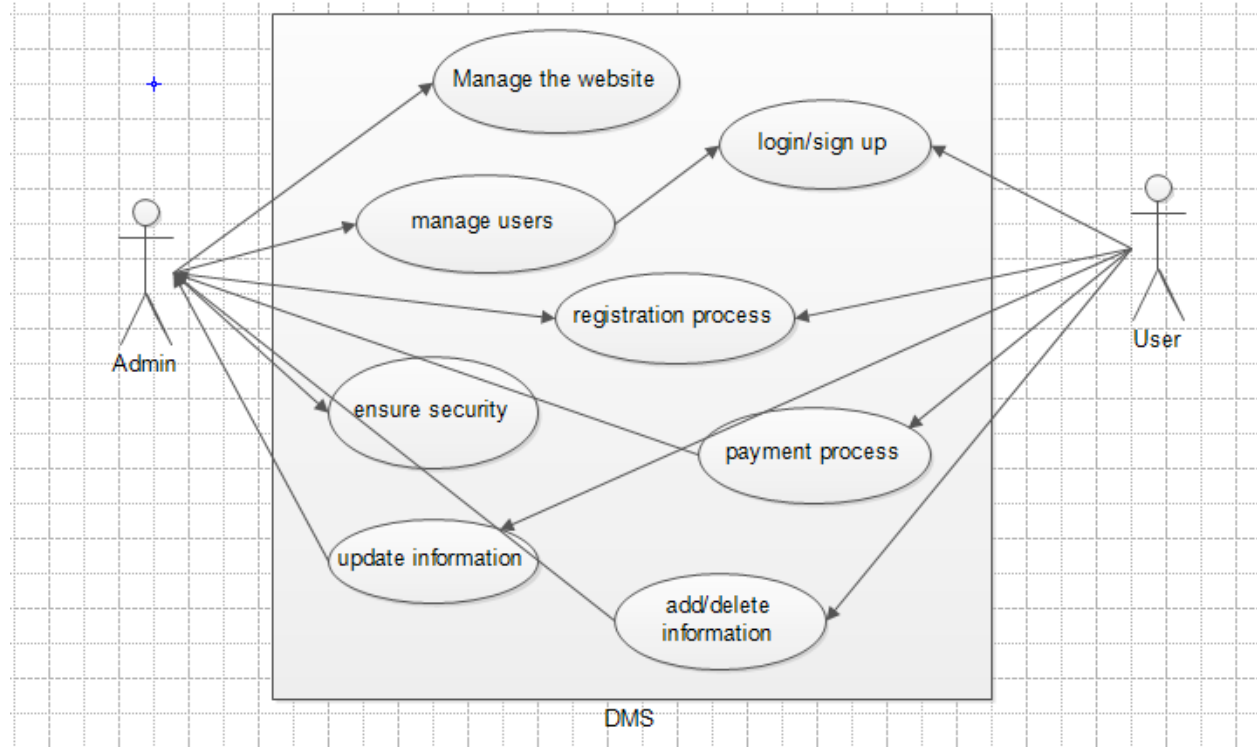 Manage the website
login/sign up
manage users
registration process
Admin
User
ensure security
payment process
update information
add/delete
information
DMS